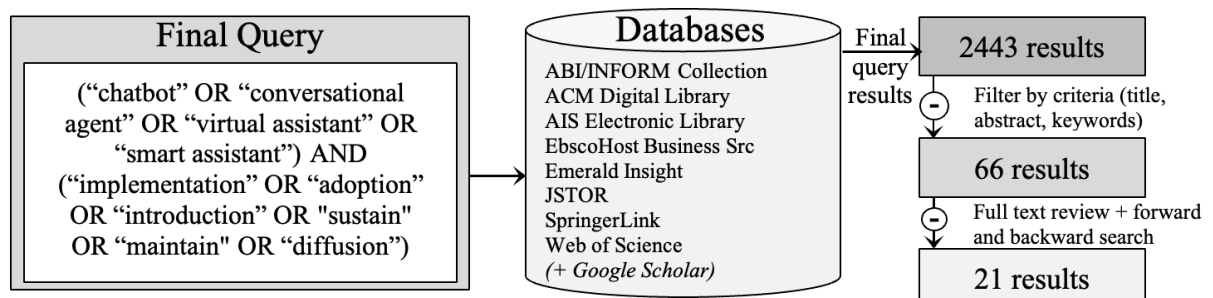 Final Query
(“chatbot” OR “conversational
agent” OR “virtual assistant” OR
“smart assistant”) AND
(“implementation” OR “adoption”
OR “introduction” OR "sustain"
OR “maintain" OR “diffusion”)
Databases
ABI/INFORM Collection
ACM Digital Library
AIS Electronic Library
EbscoHost Business Src
Emerald Insight
JSTOR
SpringerLink
Web of Science
(+ Google Scholar)
Final
query
results
2443 results
-
Filter by criteria (title,
abstract, keywords)
66 results
-
Full text review + forward
and backward search
21 results